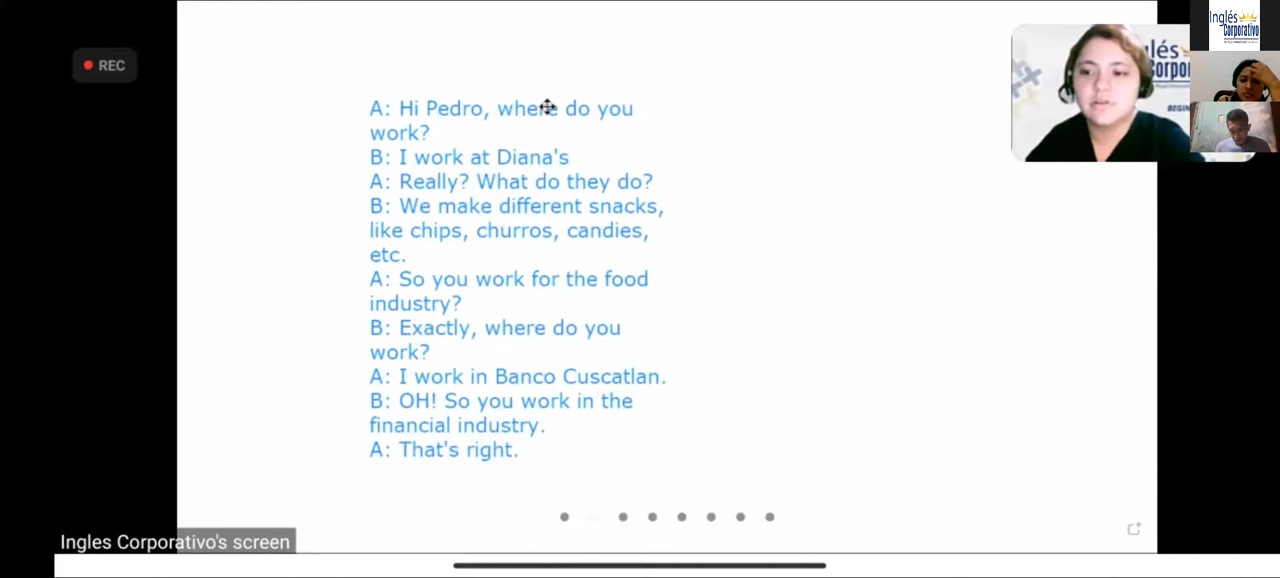 REC
A: Hi Pedro, where do you
work?
B: I work at Diana's
A: Really? What do they do?
B: We make different snacks,
like chips, churros, candies,
etc.
A: So you work for the food
industry?
B: Exactly, where do you
work?
A: I work in Banco Cuscatlan.
B: OH! So you work in the
financial industry.
A: That's right.
Ingles Corporativo's screen
Inglés
Corporativo